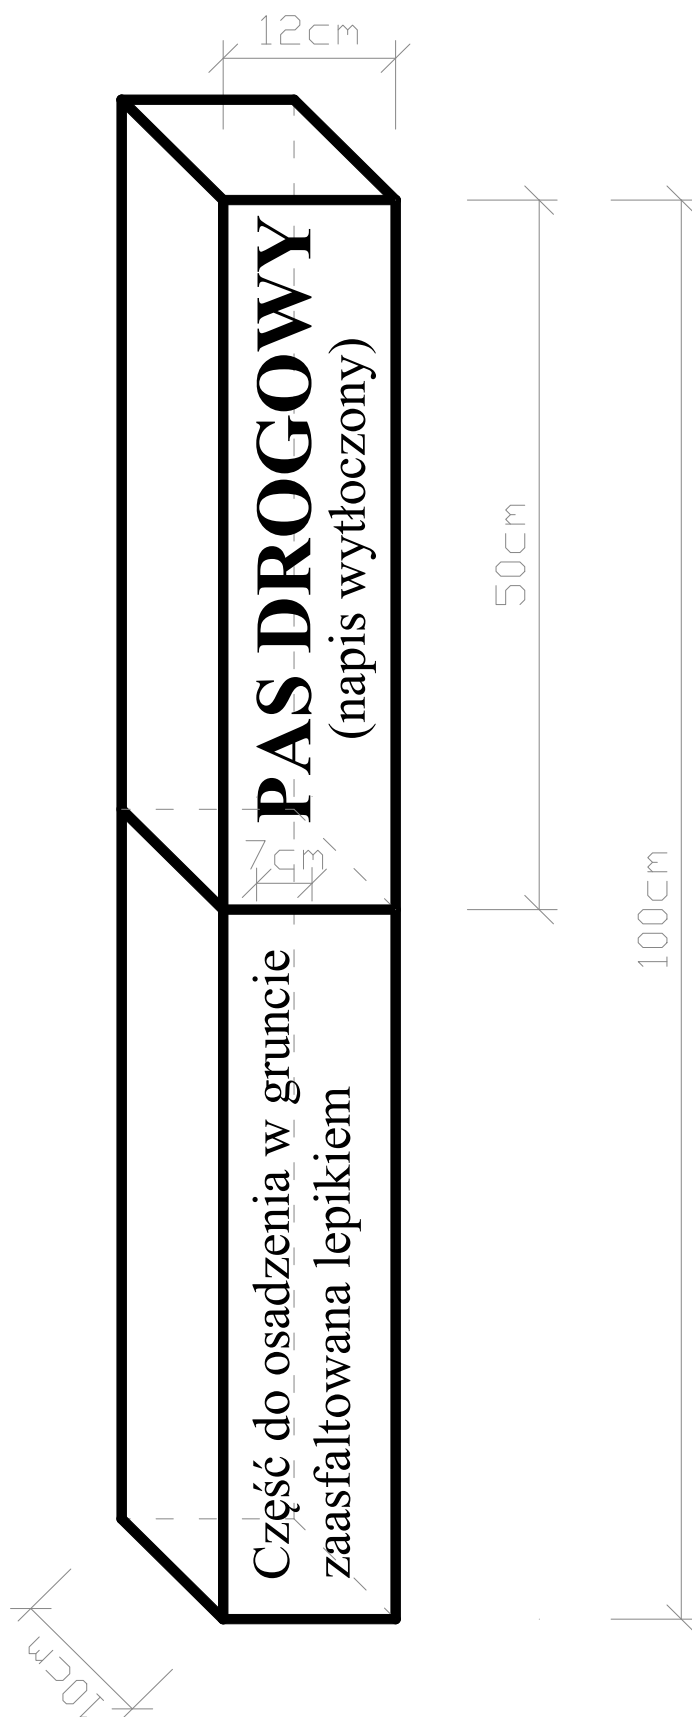 12cm
PAS DROGOWY
(napis wytłoczony)
50cm
7cm
100cm
Część do osadzenia w gruncie
zaasfaltowana lepikiem
10cm